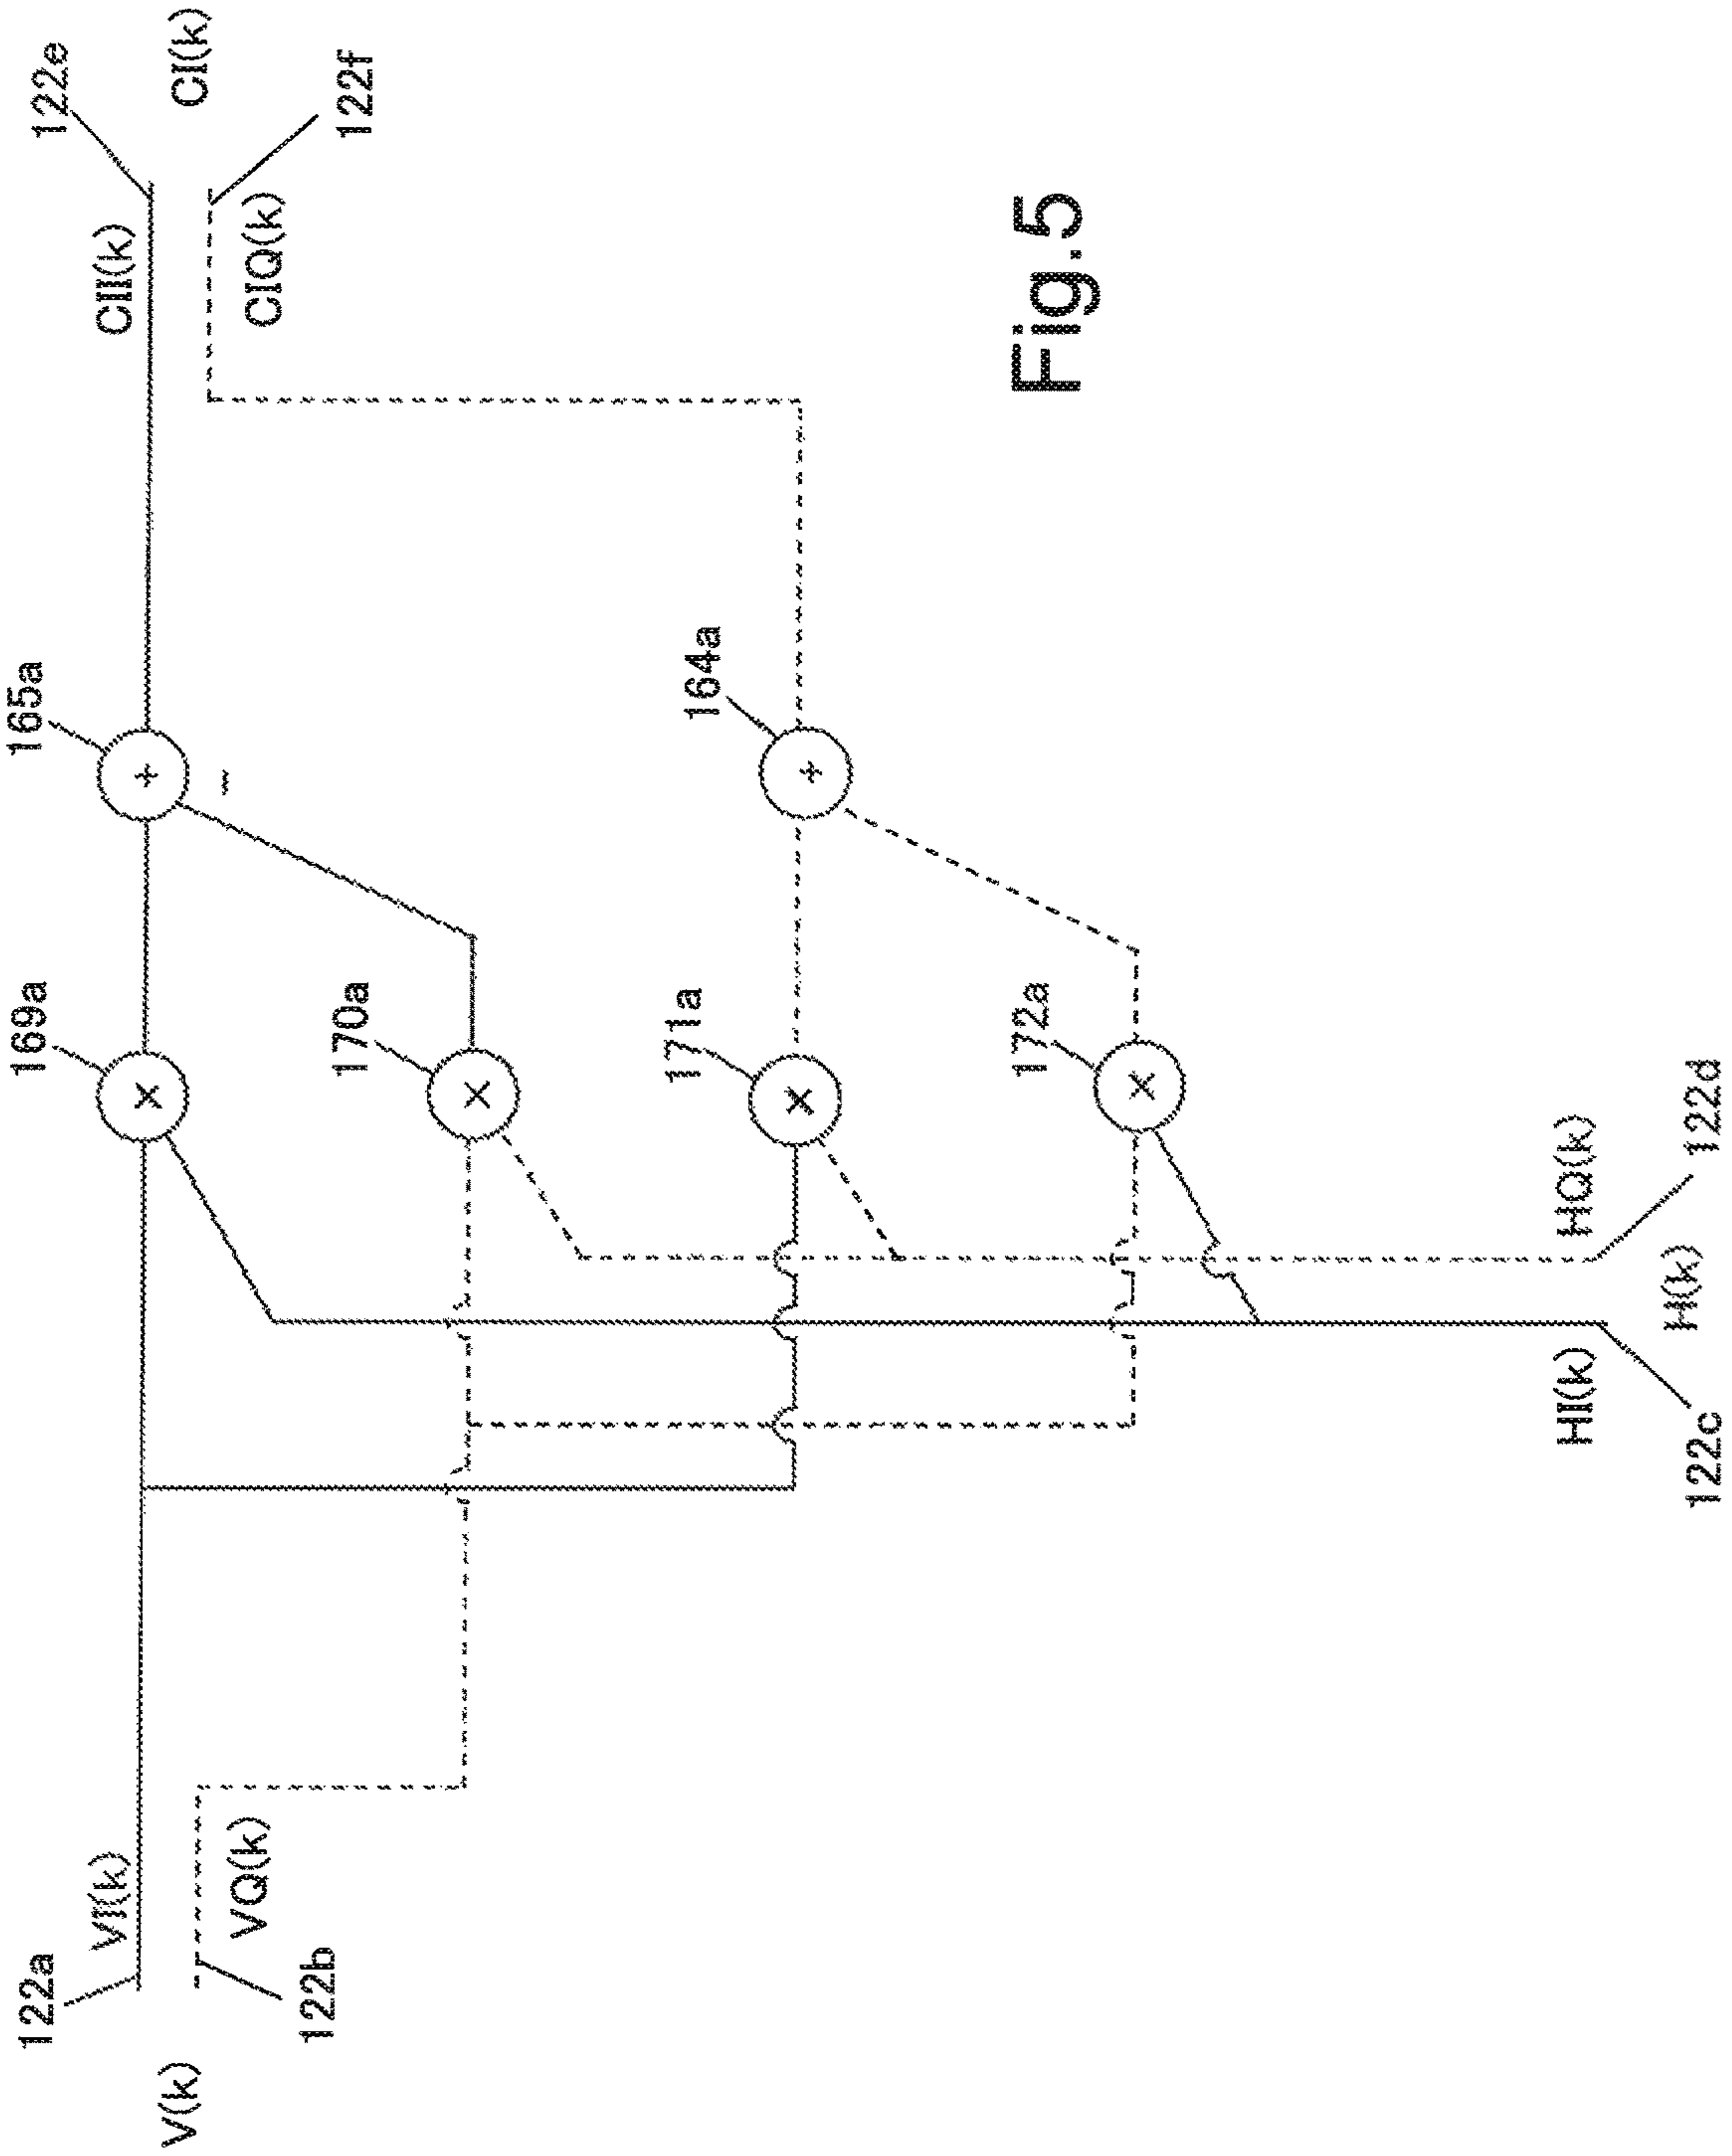 122a
VI(k)
V(k)
VQ(k)
122b
169a
165a
CII(k)
122e
CI(k)
CIQ(k)
122f
170a
171a
164a
172a
HI(k)
122c
H(k)
HQ(k)
122d
×
×
×
×
+
−
+
Fig.5